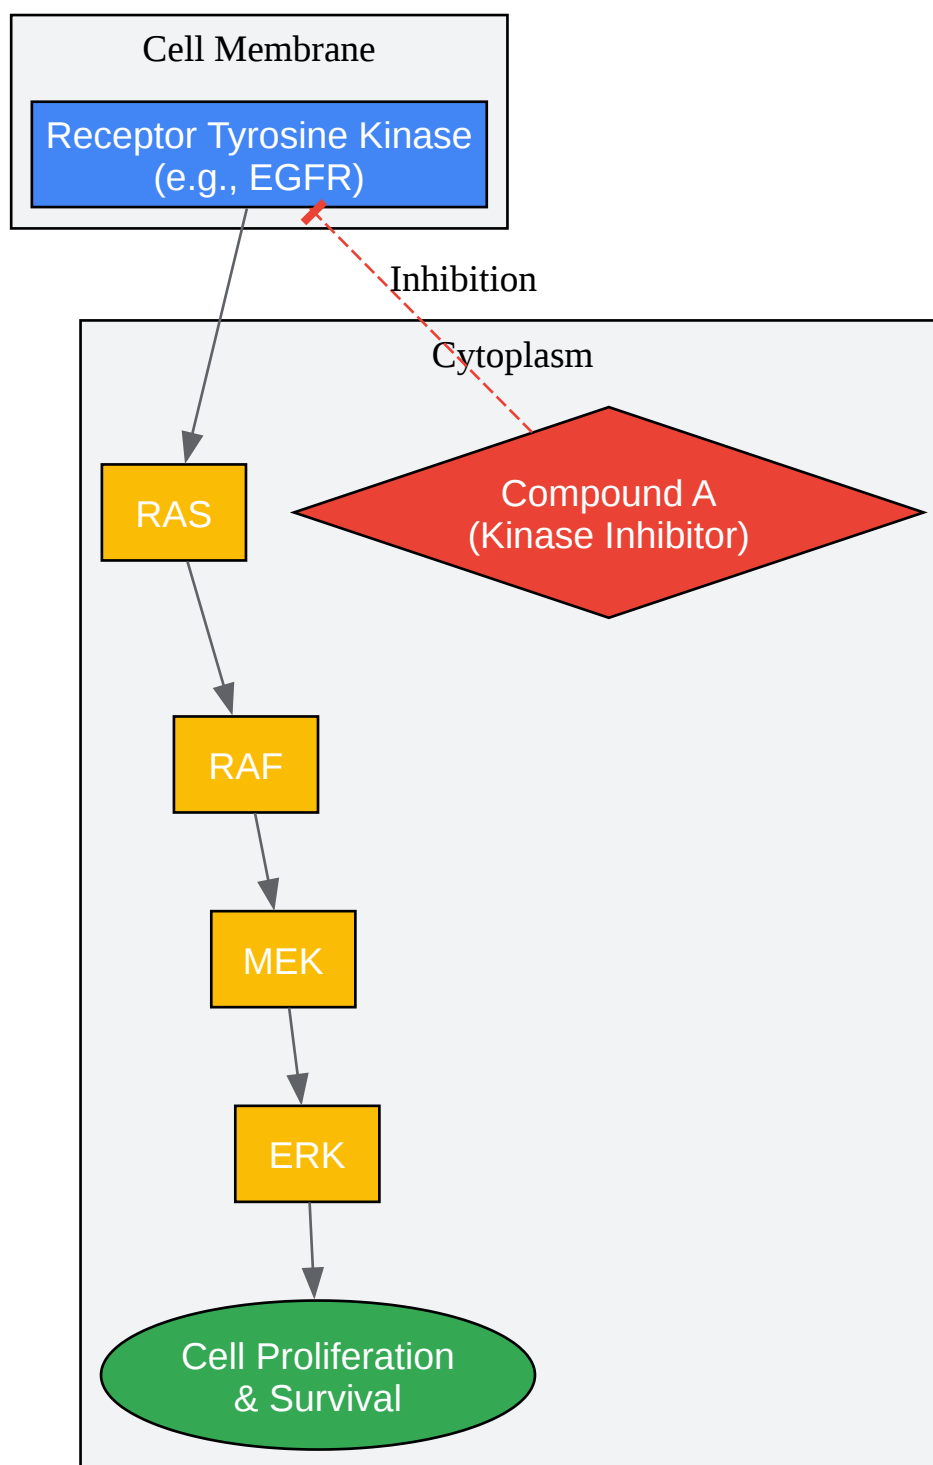 Cell Membrane
Receptor Tyrosine Kinase
(e.g., EGFR)
Inhibition
Cytoplasm
Compound A
(Kinase Inhibitor)
RAS
RAF
MEK
ERK
Cell Proliferation
& Survival